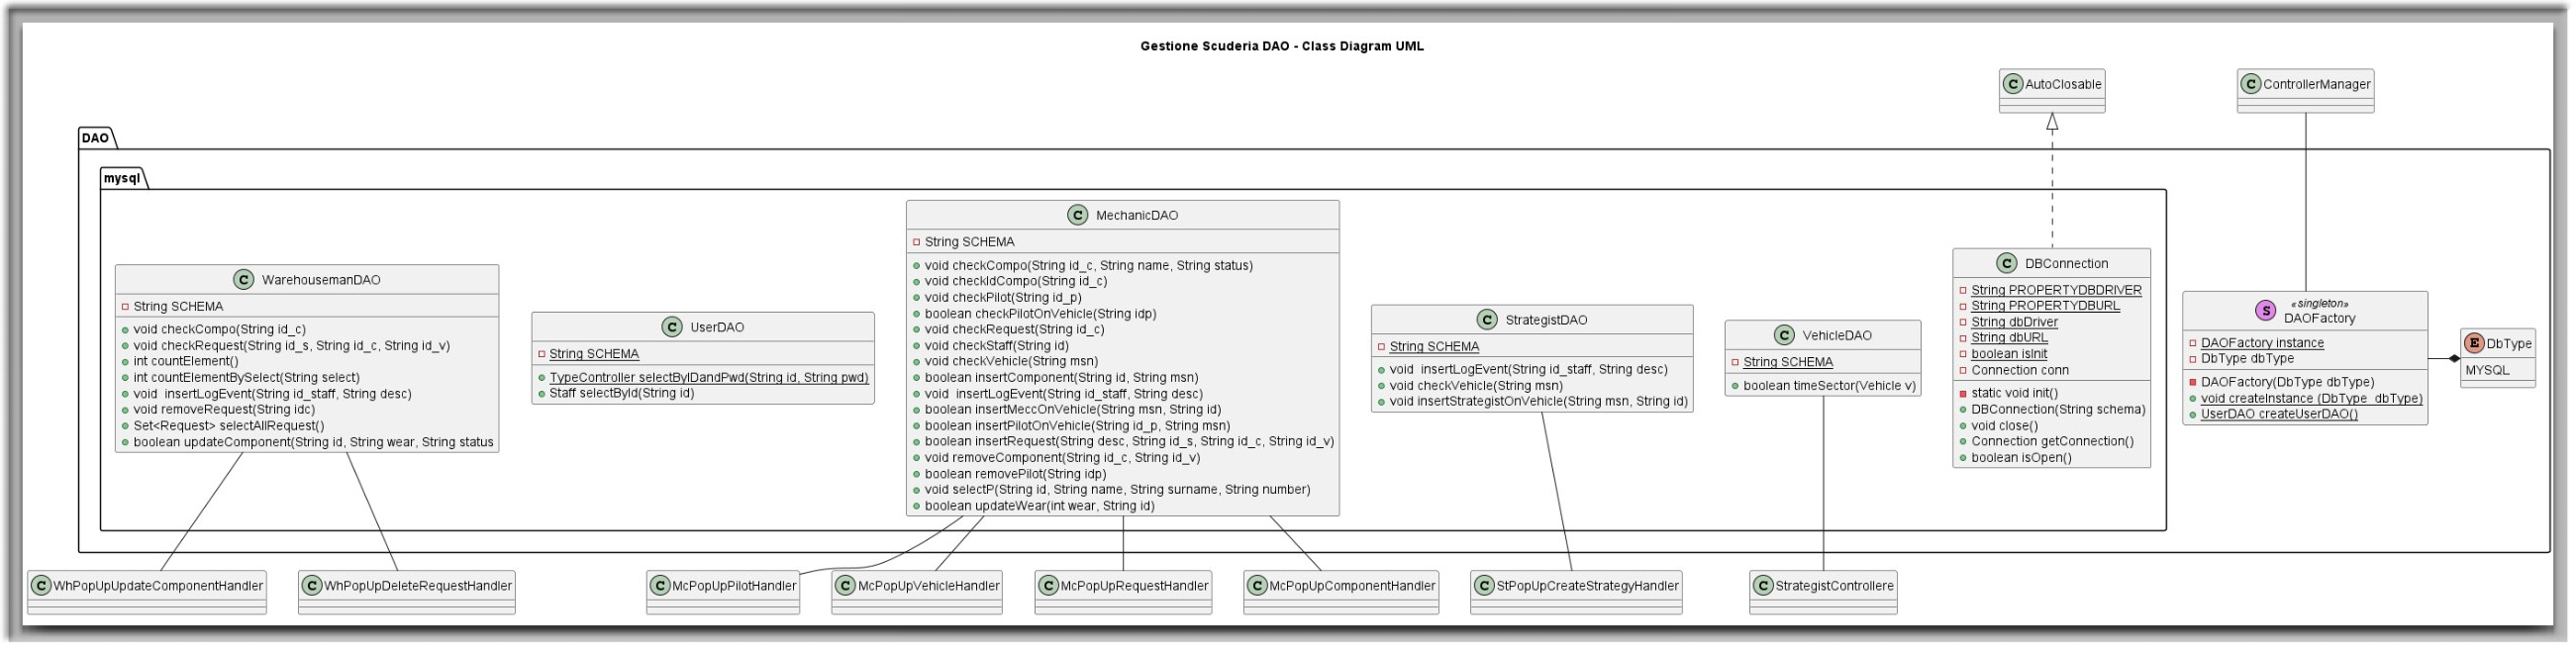 Gestione Scuderia DAO - Class Diagram UML
C AutoClosable
C ControllerManager
DAO
mysql
C WarehousemanDAO
String SCHEMA
void checkCompo(String id_c)
void checkRequest(String id_s, String id_c, String id_v)
int countElement()
int countElementBySelect(String select)
void insertLogEvent(String id_staff, String desc)
void removeRequest(String idc)
Set<Request> selectAllRequest()
boolean updateComponent(String id, String wear, String status
C UserDAO
String SCHEMA
TypeController selectByIDandPwd(String id, String pwd)
Staff selectById(String id)
C MechanicDAO
String SCHEMA
void checkCompo(String id_c, String name, String status)
void checkIdCompo(String id_c)
void checkPilot(String id_p)
boolean checkPilotOnVehicle(String idp)
void checkRequest(String id_c)
void checkStaff(String id)
void checkVehicle(String msn)
boolean insertComponent(String id, String msn)
void insertLogEvent(String id_staff, String desc)
boolean insertMeccOnVehicle(String msn, String id)
boolean insertPilotOnVehicle(String id_p, String msn)
boolean insertRequest(String desc, String id_s, String id_c, String id_v)
void removeComponent(String id_c, String id_v)
boolean removePilot(String idp)
void selectP(String id, String name, String surname, String number)
boolean updateWear(int wear, String id)
C StrategistDAO
String SCHEMA
void insertLogEvent(String id_staff, String desc)
void checkVehicle(String msn)
void insertStrategistOnVehicle(String msn, String id)
C VehicleDAO
String SCHEMA
boolean timeSector(Vehicle v)
C DBConnection
String PROPERTYDBDRIVER
String PROPERTYDBURL
String dbDriver
String dbURL
boolean isInit
Connection conn
static void init()
DBConnection(String schema)
void close()
Connection getConnection()
boolean isOpen()
S «singleton»
DAOFactory
DAOFactory instance
DbType dbType
DAOFactory(DbType dbType)
void createInstance (DbType dbType)
UserDAO createUserDAO()
E DbType
MYSQL
C WhPopUpUpdateComponentHandler
C WhPopUpDeleteRequestHandler
C McPopUpPilotHandler
C McPopUpVehicleHandler
C McPopUpRequestHandler
C McPopUpComponentHandler
C StPopUpCreateStrategyHandler
C StrategistControllere